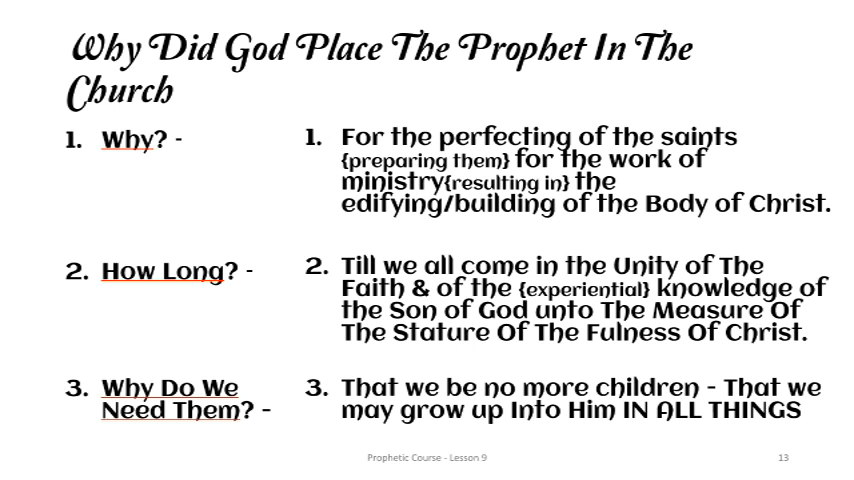 Why Did God Place The Prophet In The
Church
1. Why? -
1. For the perfecting of the saints
{preparing them} for the work of
ministry{resulting in} the
edifying/building of the Body of Christ.
2. How Long? -
2. Till we all come in the Unity of The
Faith & of the {experiential} knowledge of
the Son of God unto The Measure Of
The Stature Of The Fulness Of Christ.
3. Why Do We
Need Them? -
3. That we be no more children - That we
may grow up Into Him IN ALL THINGS
Prophetic Course - Lesson 9
13